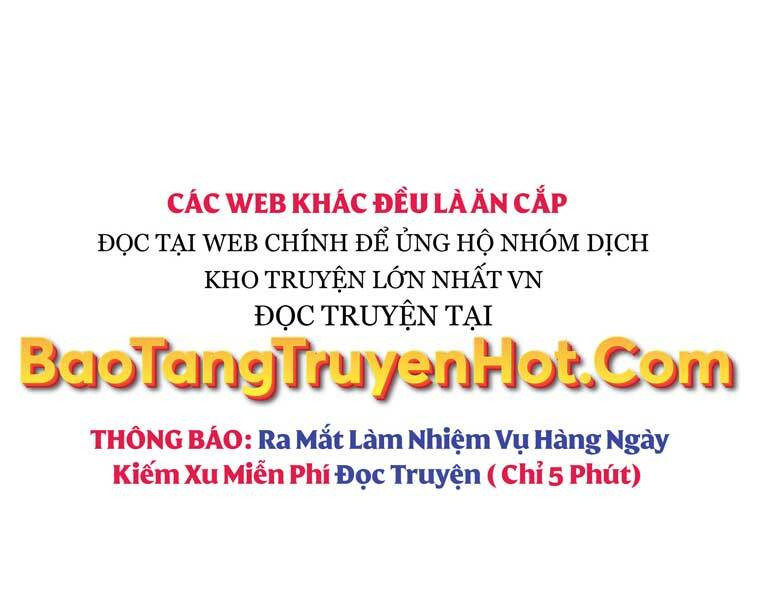 CÁC WEB KHÁC ĐỀU LÀ ĂN CẮP
ĐỌC TẠI WEB CHÍNH ĐỂ ỦNG HỘ NHÓM DỊCH
KHO TRUYỆN LỚN NHẤT VN
ĐỌC TRUYỆN TẠI
BaoTangTruyenHot.Com
THÔNG BÁO: Ra Mắt Làm Nhiệm Vụ Hàng Ngày
Kiếm Xu Miễn Phí Đọc Truyện ( Chỉ 5 Phút)